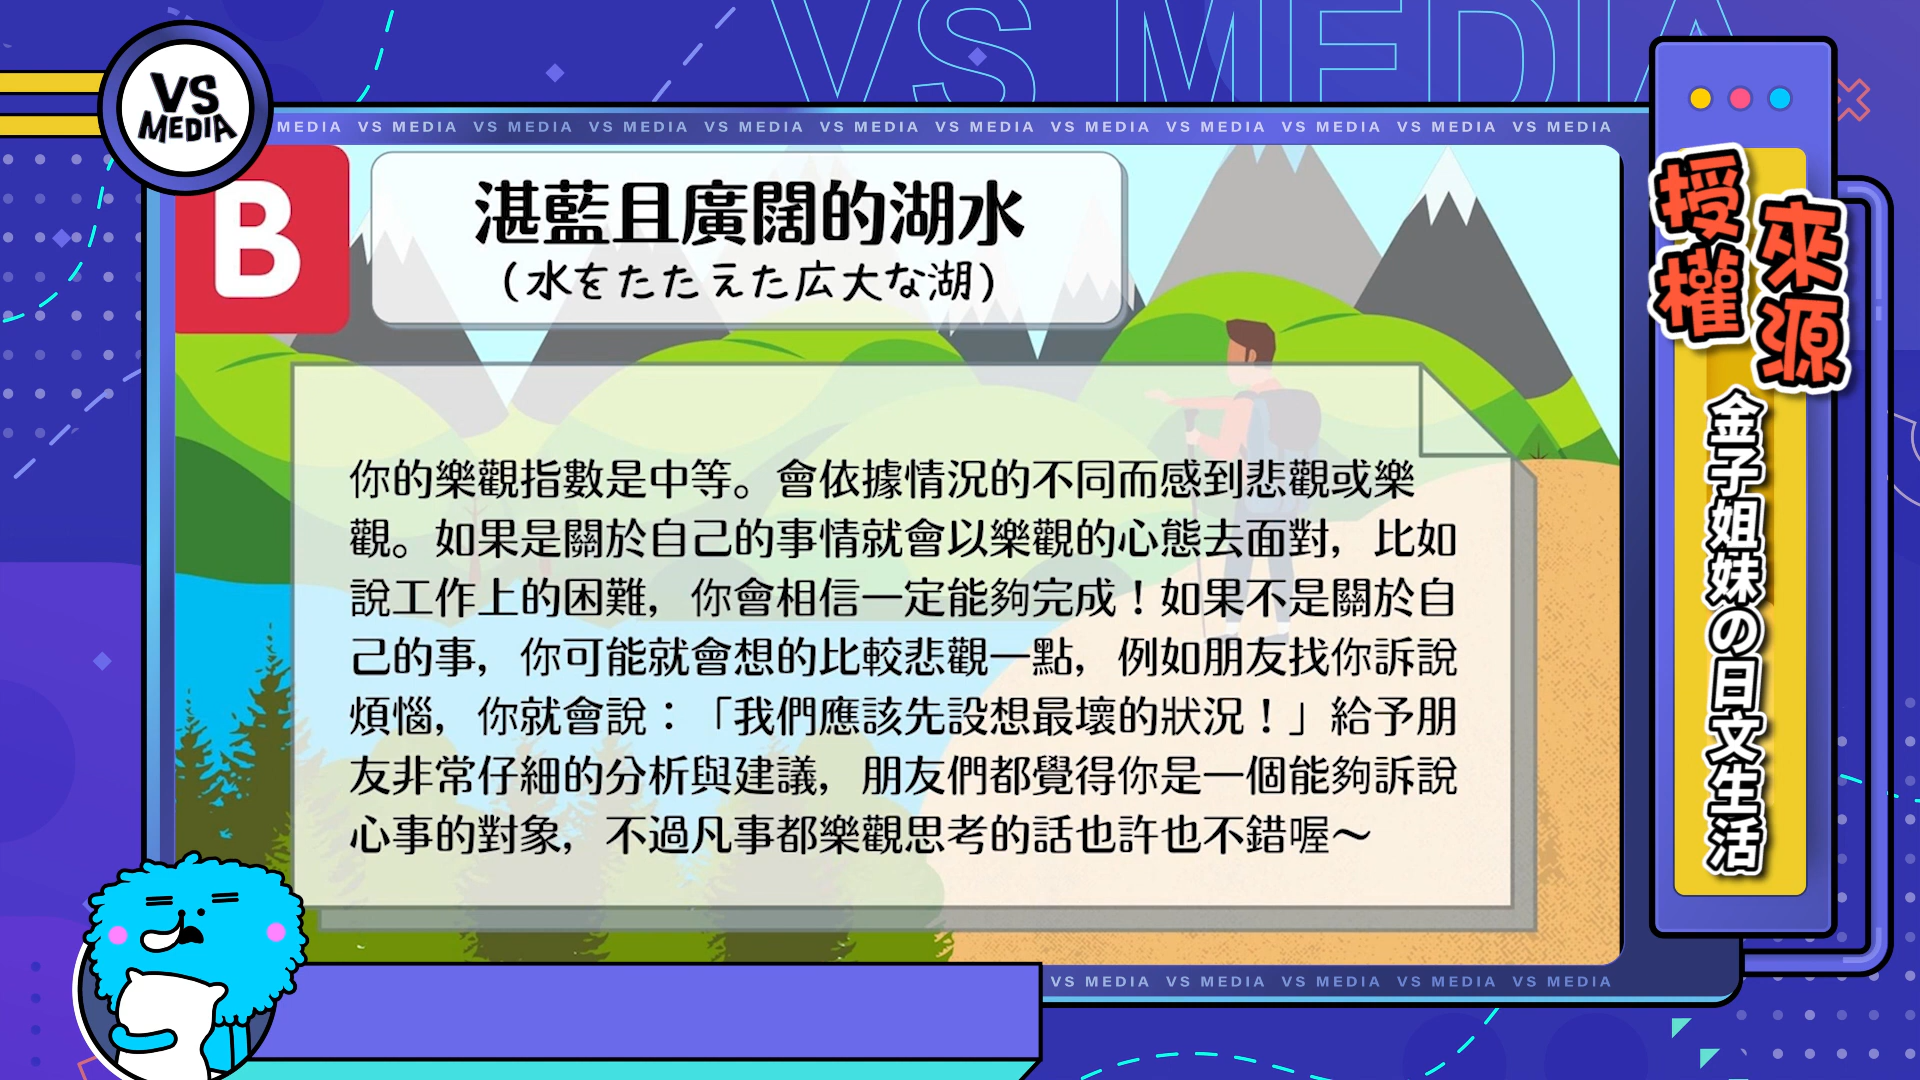 VS MEDIA
VS
MEDIA
MEDIA VS MEDIA VS MEDIA VS MEDIA VS MEDIA VS MEDIA VS MEDIA VS MEDIA VS MEDIA VS MEDIA VS MEDIA VS MEDIA
B
湛藍且廣闊的湖水
(水をたたえた広大な湖)
你的樂觀指數是中等。會依據情況的不同而感到悲觀或樂
觀。如果是關於自己的事情就會以樂觀的心態去面對，比如
說工作上的困難，你會相信一定能夠完成！如果不是關於自
己的事，你可能就會想的比較悲觀一點，例如朋友找你訴說
煩惱，你就會說：「我們應該先設想最壞的狀況！」給予朋
友非常仔細的分析與建議，朋友們都覺得你是一個能夠訴說
心事的對象，不過凡事都樂觀思考的話也許也不錯喔～
授權
來源
金子姐妹の日文生活
VS MEDIA VS MEDIA VS MEDIA VS MEDIA VS MEDIA